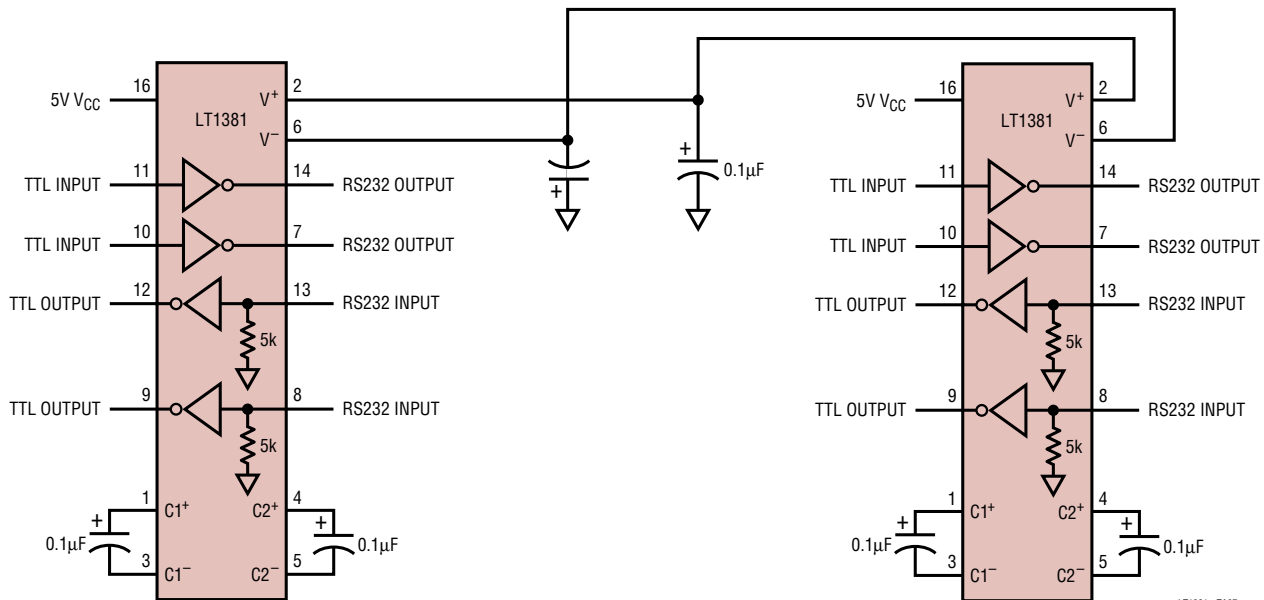 16
5V VCC
2
V+
LT1381
V−
6
11
TTL INPUT
14
RS232 OUTPUT
10
TTL INPUT
7
RS232 OUTPUT
12
TTL OUTPUT
13
RS232 INPUT
5k
9
TTL OUTPUT
8
RS232 INPUT
5k
1
C1+
4
C2+
+
0.1µF
+
0.1µF
3
C1−
5
C2−
+
+
0.1µF
16
5V VCC
2
V+
LT1381
V−
6
11
TTL INPUT
14
RS232 OUTPUT
10
TTL INPUT
7
RS232 OUTPUT
12
TTL OUTPUT
13
RS232 INPUT
5k
9
TTL OUTPUT
8
RS232 INPUT
5k
1
C1+
4
C2+
+
0.1µF
+
0.1µF
3
C1−
5
C2−